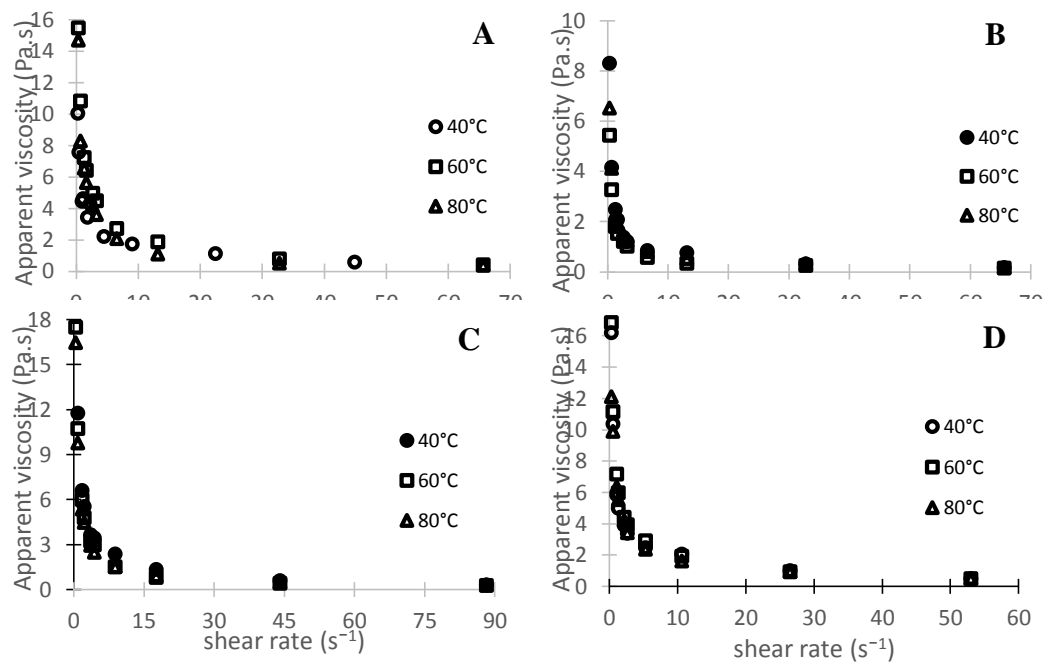 A
Apparent viscosity (Pa.s)
16
14
12
10
8
6
4
2
0
0 10 20 30 40 50 60 70
40°C
60°C
80°C
B
Apparent viscosity (Pa.s)
10
8
6
4
2
0
0 10 20 30 40 50 60 70
40°C
60°C
80°C
C
Apparent viscosity (Pa.s)
18
15
12
9
6
3
0
0 15 30 45 60 75 90
shear rate (s⁻¹)
40°C
60°C
80°C
D
Apparent viscosity (Pa.s)
16
14
12
10
8
6
4
2
0
0 10 20 30 40 50 60
shear rate (s⁻¹)
40°C
60°C
80°C